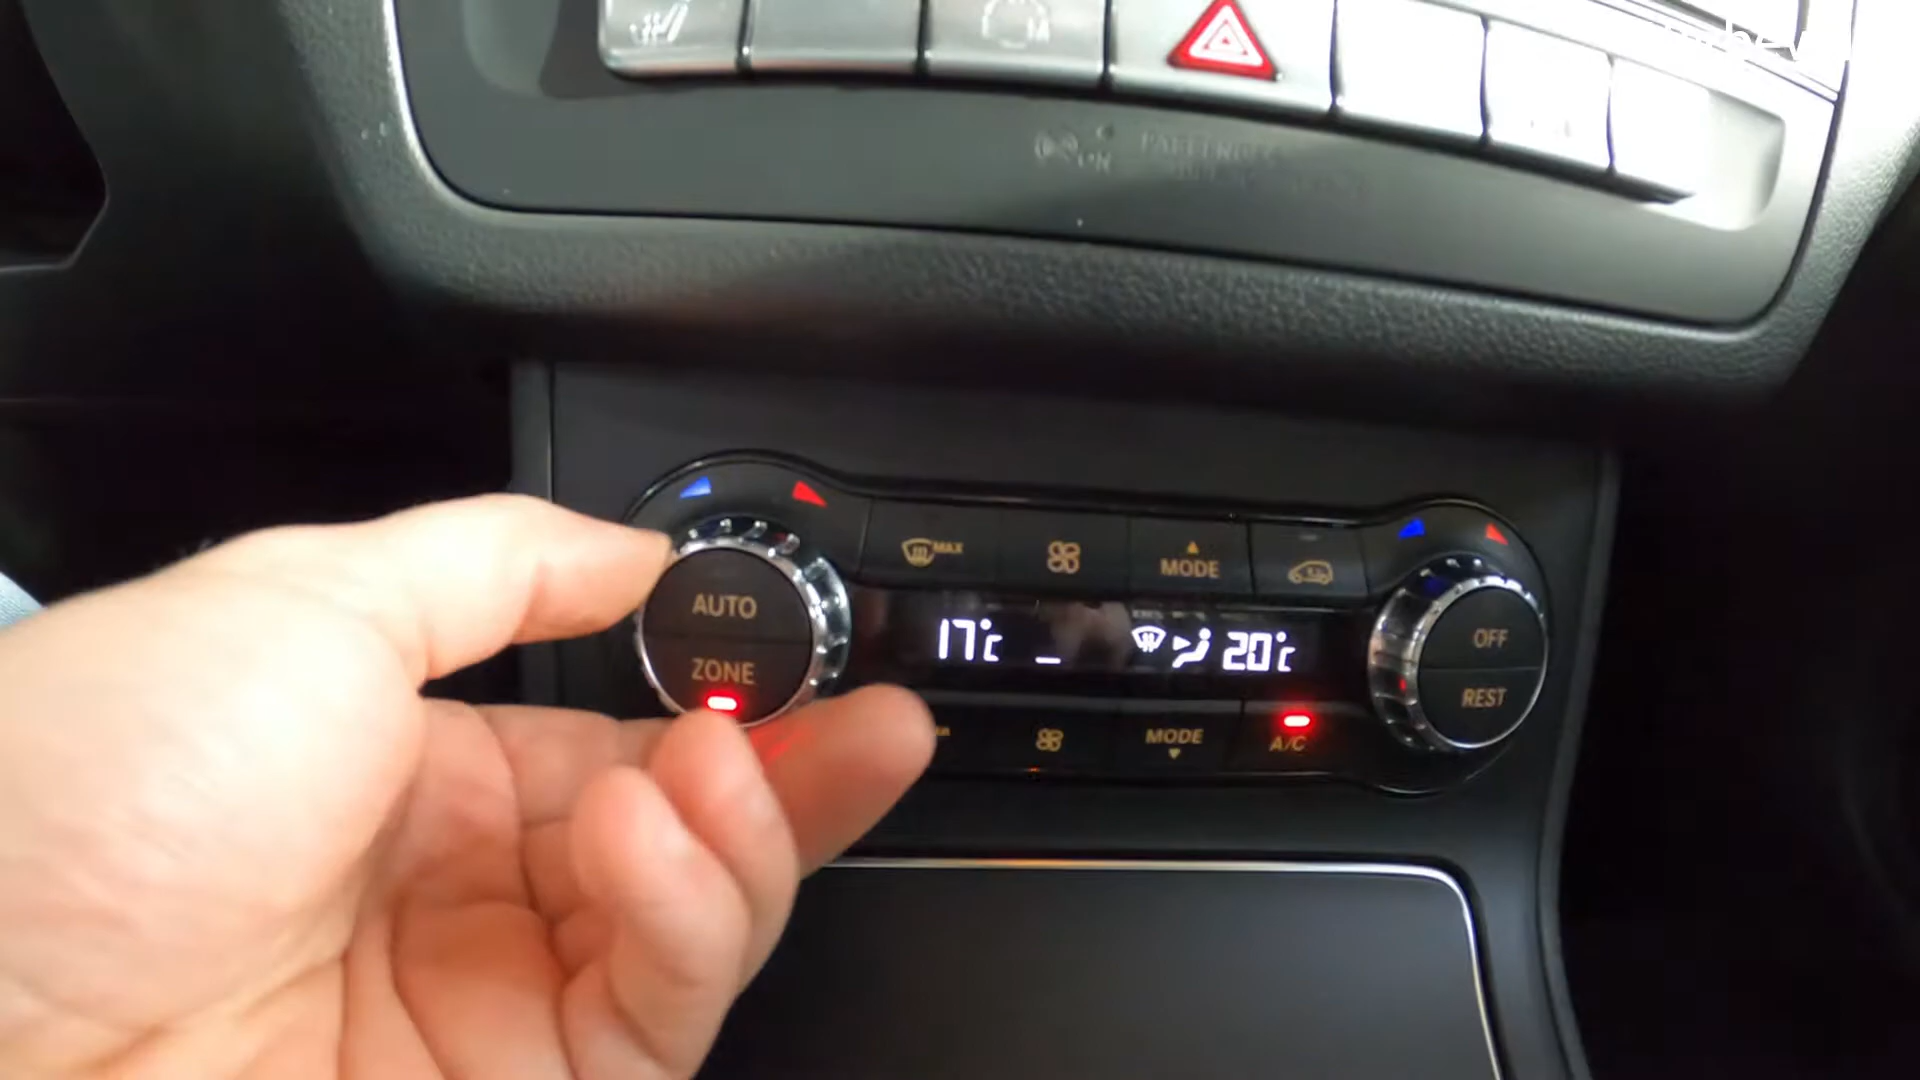 M
AUTO
ZONE
MAX
MODE
17°C
20°C
MODE
A/C
OFF
REST